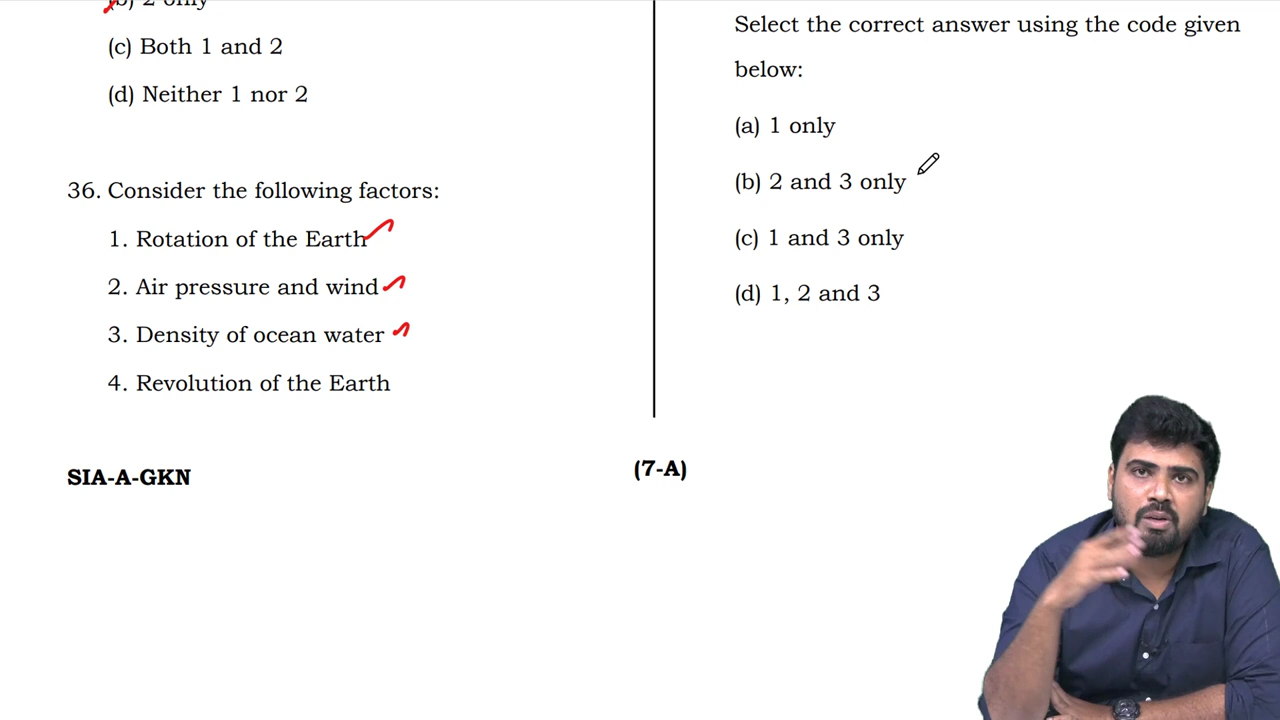 (b) 2 only
(c) Both 1 and 2
(d) Neither 1 nor 2
36. Consider the following factors:
1. Rotation of the Earth
2. Air pressure and wind
3. Density of ocean water
4. Revolution of the Earth
SIA-A-GKN
(7-A)
Select the correct answer using the code given
below:
(a) 1 only
(b) 2 and 3 only
(c) 1 and 3 only
(d) 1, 2 and 3